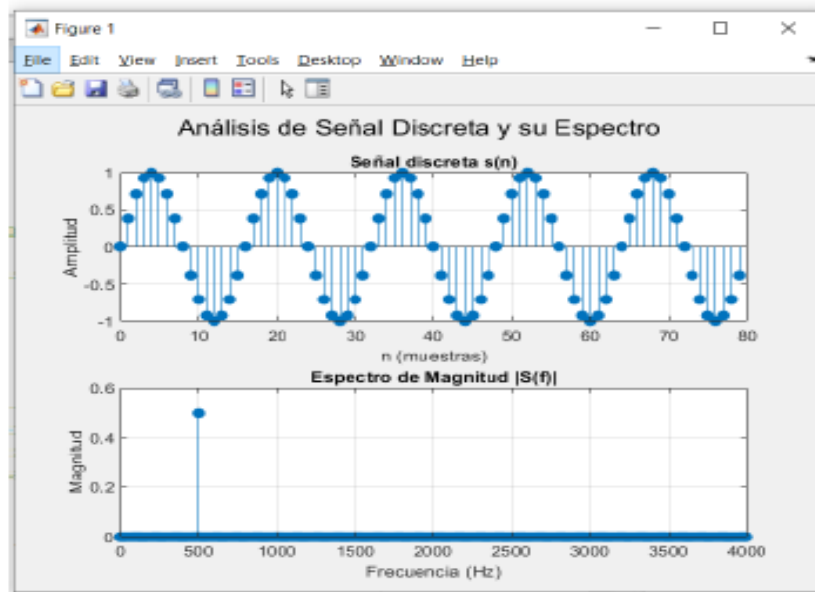 Figure 1
File Edit View Insert Tools Desktop Window Help
Análisis de Señal Discreta y su Espectro
Señal discreta s(n)
Amplitud
1
0.5
0
-0.5
-1
0 10 20 30 40 50 60 70 80
n (muestras)
Espectro de Magnitud |S(f)|
Magnitud
0.6
0.4
0.2
0
0 500 1000 1500 2000 2500 3000 3500 4000
Frecuencia (Hz)